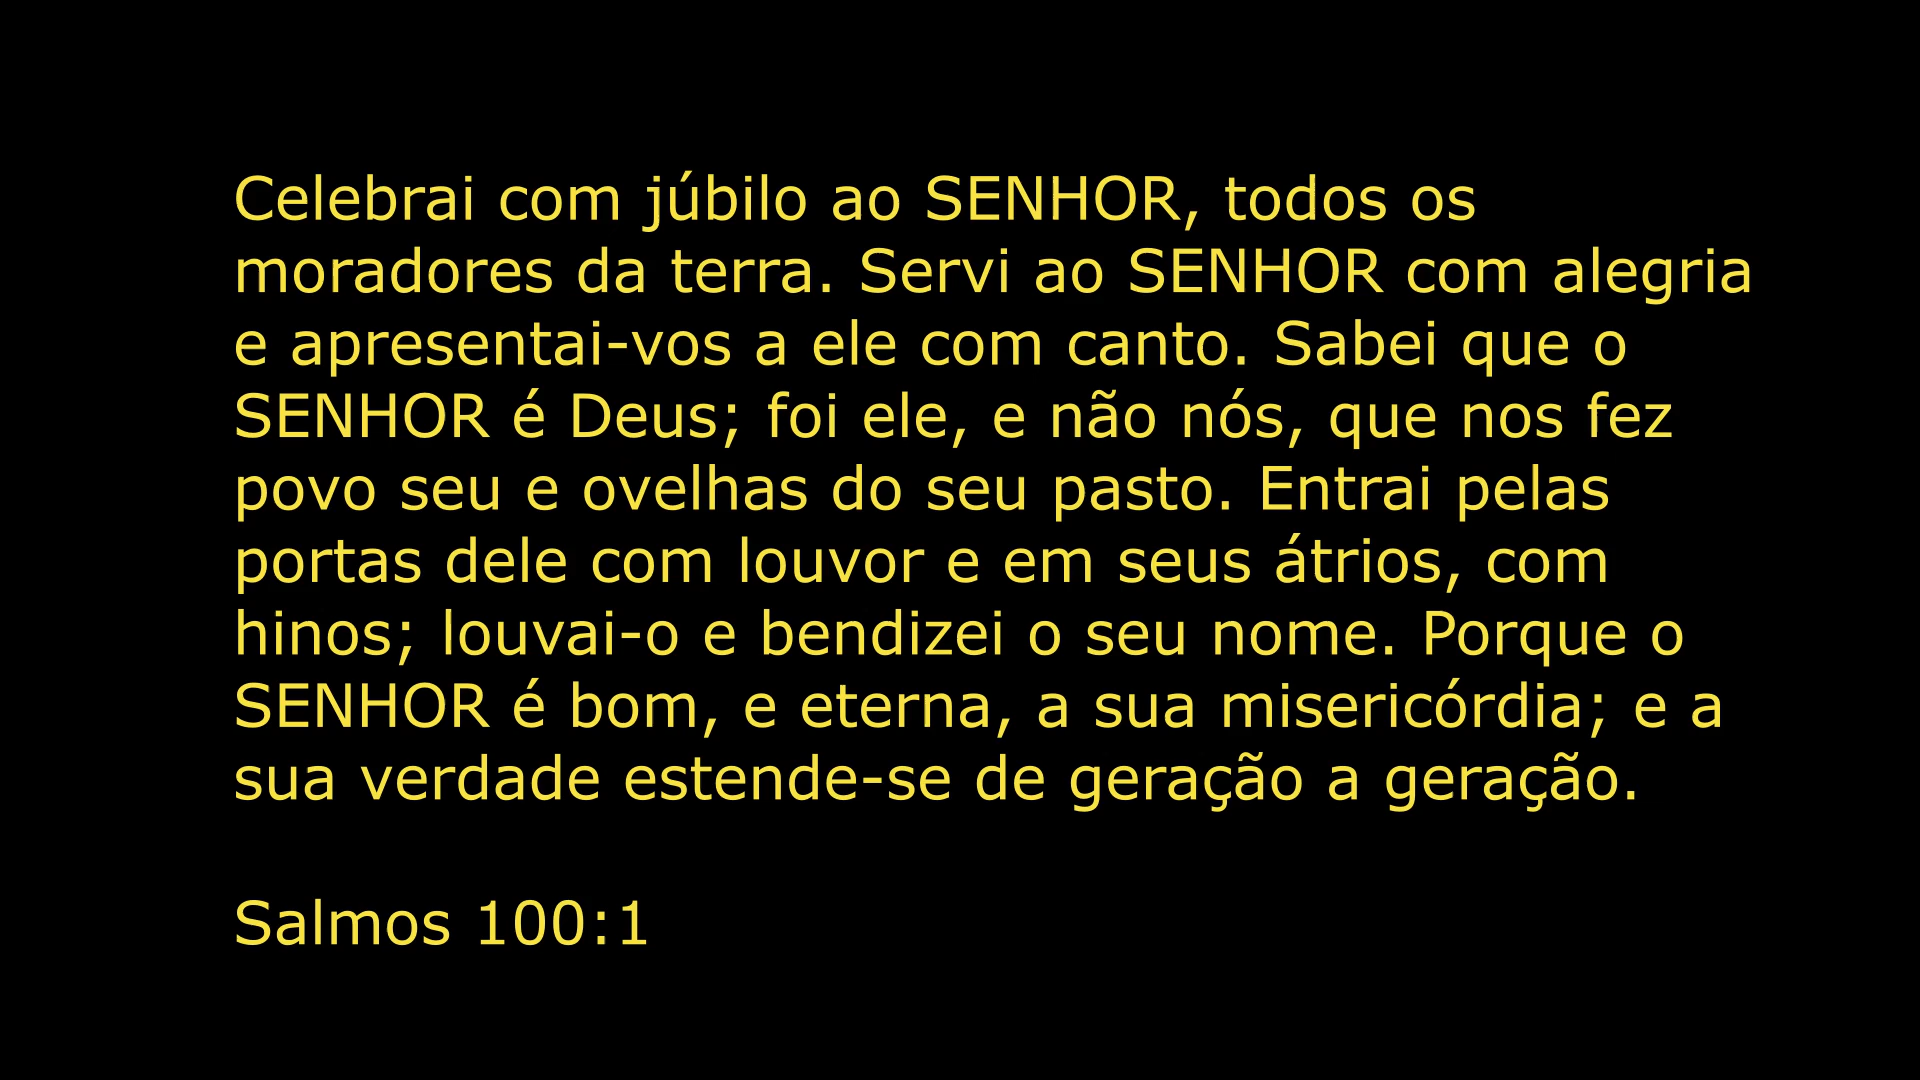 Celebrai com júbilo ao SENHOR, todos os
moradores da terra. Servi ao SENHOR com alegria
e apresentai-vos a ele com canto. Sabei que o
SENHOR é Deus; foi ele, e não nós, que nos fez
povo seu e ovelhas do seu pasto. Entrai pelas
portas dele com louvor e em seus átrios, com
hinos; louvai-o e bendizei o seu nome. Porque o
SENHOR é bom, e eterna, a sua misericórdia; e a
sua verdade estende-se de geração a geração.
Salmos 100:1